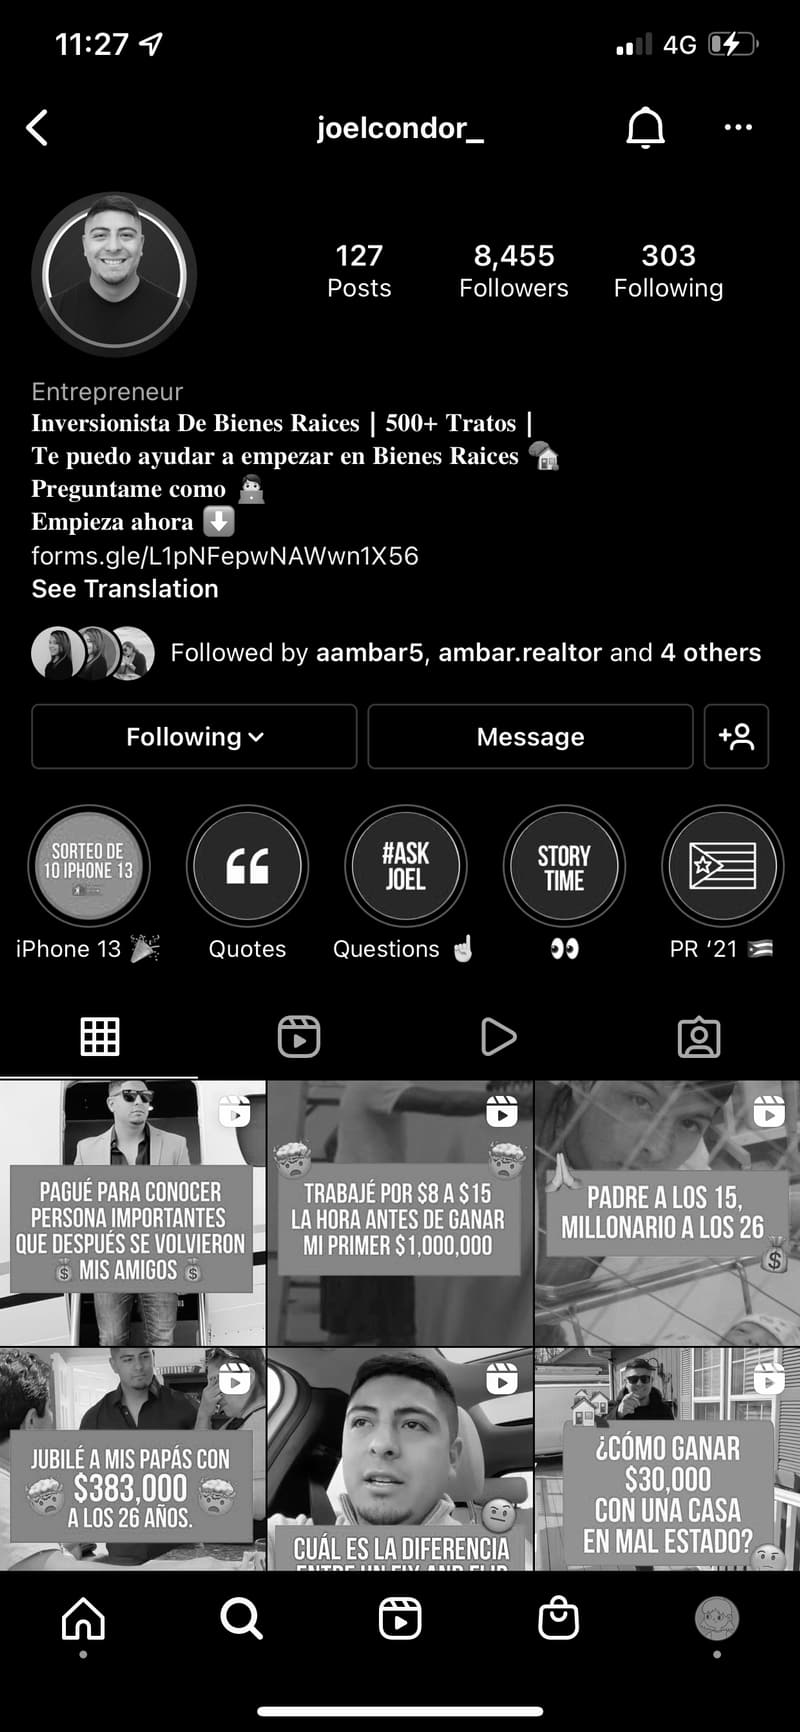 11:27
4G
joelcondor_
127
Posts
8,455
Followers
303
Following
Entrepreneur
Inversionista De Bienes Raices | 500+ Tratos |
Te puedo ayudar a empezar en Bienes Raices
Preguntame como
Empieza ahora
forms.gle/L1pNFepwNAWwn1X56
See Translation
Followed by aambar5, ambar.realtor and 4 others
Following
Message
SORTEO DE
10 IPHONE 13
#ASK
JOEL
STORY
TIME
iPhone 13
Quotes
Questions
PR ‘21
PAGUÉ PARA CONOCER
PERSONA IMPORTANTES
QUE DESPUÉS SE VOLVIERON
MIS AMIGOS
TRABAJÉ POR $8 A $15
LA HORA ANTES DE GANAR
MI PRIMER $1,000,000
PADRE A LOS 15,
MILLONARIO A LOS 26
JUBILÉ A MIS PAPÁS CON
$383,000
A LOS 26 AÑOS.
CUÁL ES LA DIFERENCIA
ENTRE UN FIX AND FLIP
¿CÓMO GANAR
$30,000
CON UNA CASA
EN MAL ESTADO?